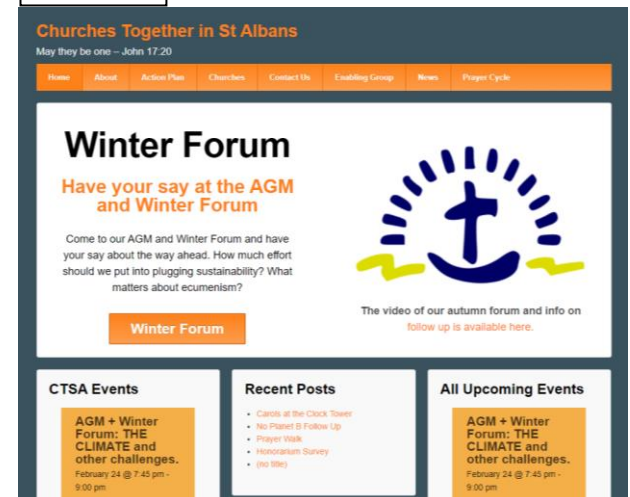 Churches Together in St Albans
May they be one – John 17:20
Home About Action Plan Churches Contact Us Enabling Group News Prayer Cycle
Winter Forum
Have your say at the AGM
and Winter Forum
Come to our AGM and Winter Forum and have
your say about the way ahead. How much effort
should we put into plugging sustainability? What
matters about ecumenism?
Winter Forum
The video of our autumn forum and info on
follow up is available here.
CTSA Events
AGM + Winter
Forum: THE
CLIMATE and
other challenges.
February 24 @ 7:45 pm -
9:00 pm
Recent Posts
Carols at the Clock Tower
No Planet B Follow Up
Prayer Walk
Honorarium Survey
(no title)
All Upcoming Events
AGM + Winter
Forum: THE
CLIMATE and
other challenges.
February 24 @ 7:45 pm -
9:00 pm